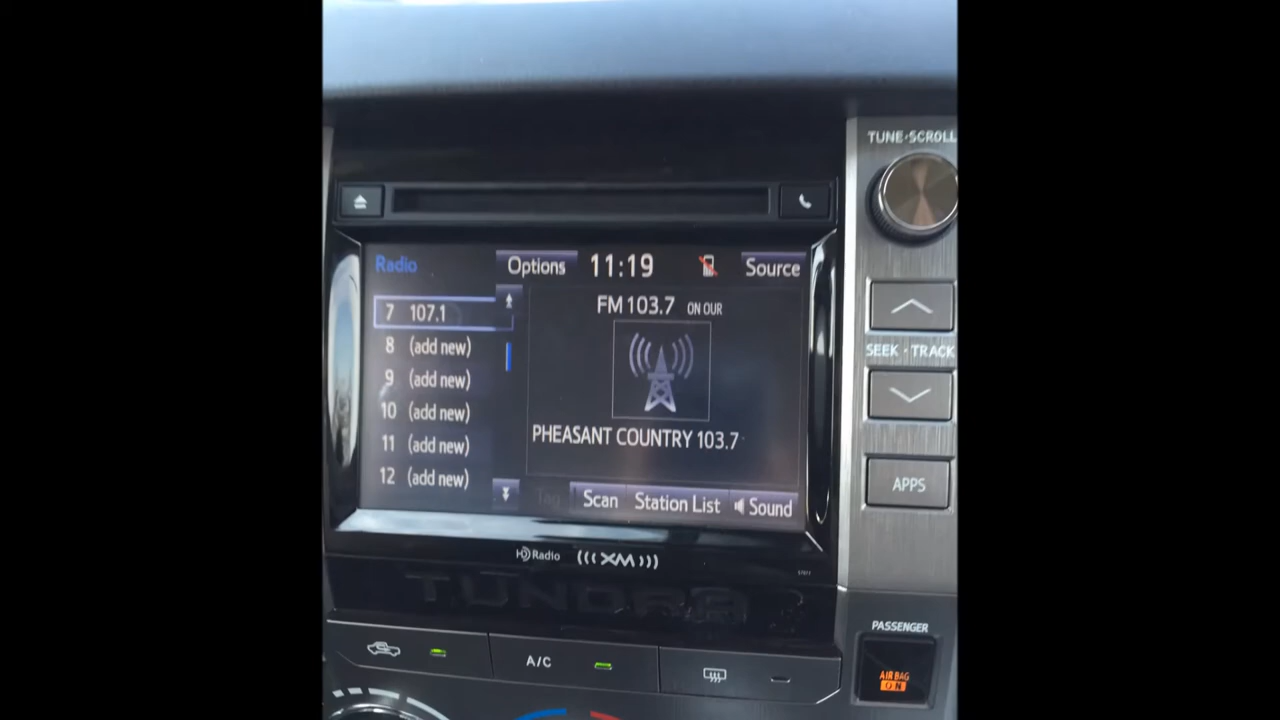 TUNE·SCROLL
Radio
Options
11:19
Source
FM 103.7 ON OUR
7 107.1
8 (add new)
9 (add new)
10 (add new)
11 (add new)
12 (add new)
PHEASANT COUNTRY 103.7
SEEK·TRACK
APPS
Tag
Scan
Station List
Sound
HD Radio
(((XM)))
TUNDRA
A/C
PASSENGER
AIR BAG
ON